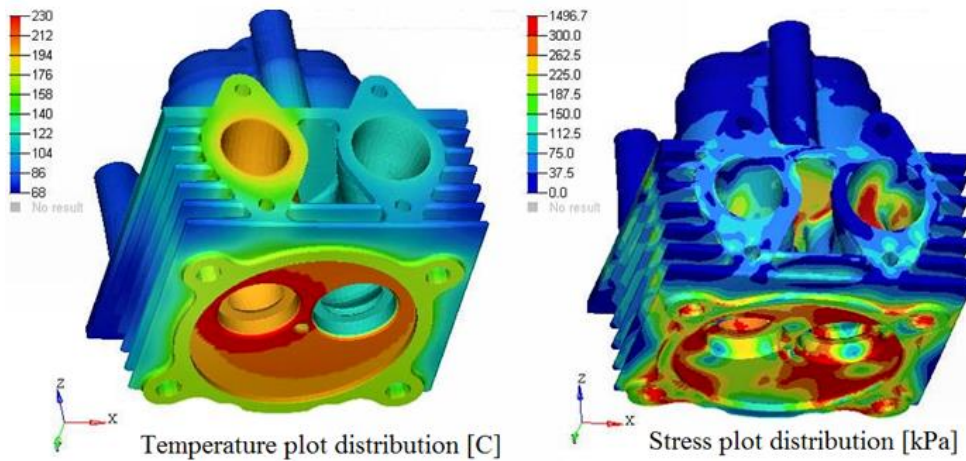 230
212
194
176
158
140
122
104
86
68
No result
Z
X
Y
Temperature plot distribution [C]
1496.7
300.0
262.5
225.0
187.5
150.0
112.5
75.0
37.5
0.0
No result
Z
X
Y
Stress plot distribution [kPa]